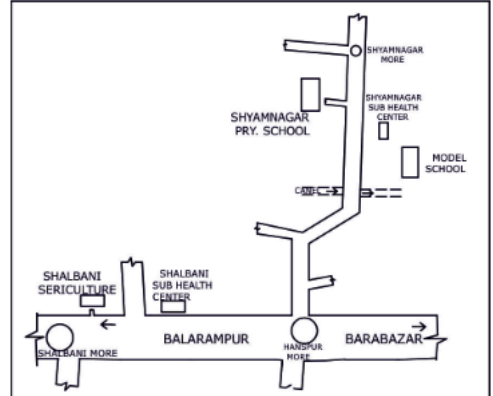 SHYAMNAGAR
MORE
SHYAMNAGAR
SUB HEALTH
CENTER
SHYAMNAGAR
PRY. SCHOOL
MODEL
SCHOOL
CANEL
SHALBANI
SERICULTURE
SHALBANI
SUB HEALTH
CENTER
SHALBANI MORE
BALARAMPUR
HANSPUR
MORE
BARABAZAR